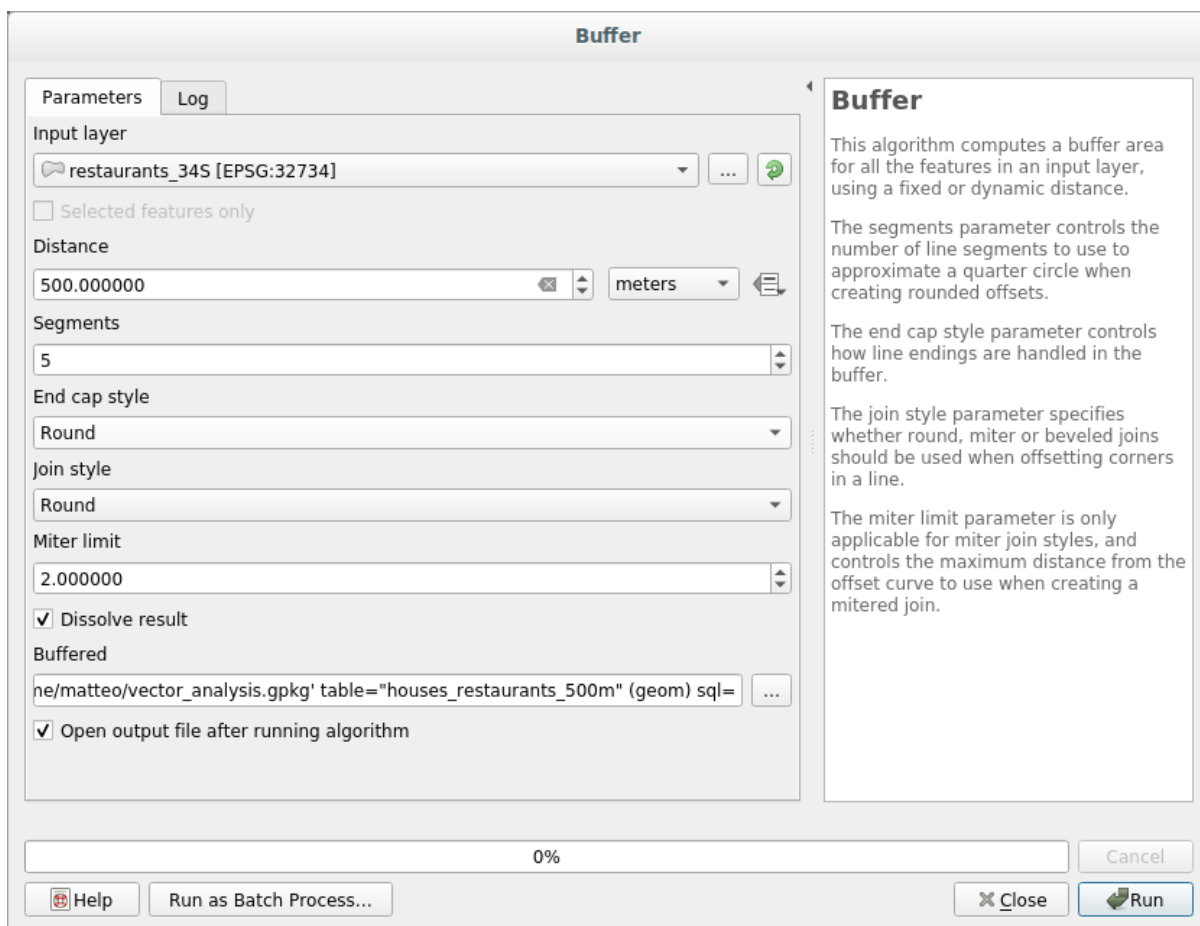 Buffer
Parameters
Log
Input layer
restaurants_34S [EPSG:32734]
...
Selected features only
Distance
500.000000
meters
Segments
5
End cap style
Round
Join style
Round
Miter limit
2.000000
Dissolve result
Buffered
ne/matteo/vector_analysis.gpkg' table="houses_restaurants_500m" (geom) sql=
...
Open output file after running algorithm
Buffer
This algorithm computes a buffer area
for all the features in an input layer,
using a fixed or dynamic distance.
The segments parameter controls the
number of line segments to use to
approximate a quarter circle when
creating rounded offsets.
The end cap style parameter controls
how line endings are handled in the
buffer.
The join style parameter specifies
whether round, miter or beveled joins
should be used when offsetting corners
in a line.
The miter limit parameter is only
applicable for miter join styles, and
controls the maximum distance from the
offset curve to use when creating a
mitered join.
0%
Cancel
Help
Run as Batch Process...
Close
Run